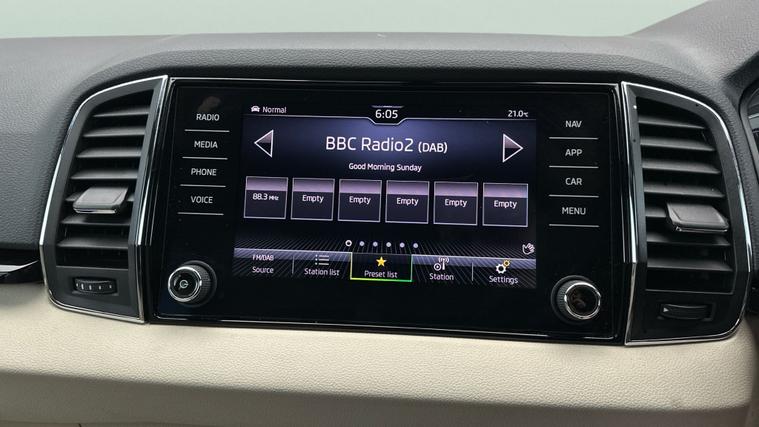 Normal
6:05
21.0°C
RADIO
MEDIA
PHONE
VOICE
BBC Radio2 (DAB)
Good Morning Sunday
88.3 MHz
Empty
Empty
Empty
Empty
Empty
FM/DAB
Source
Station list
Preset list
Station
Settings
NAV
APP
CAR
MENU